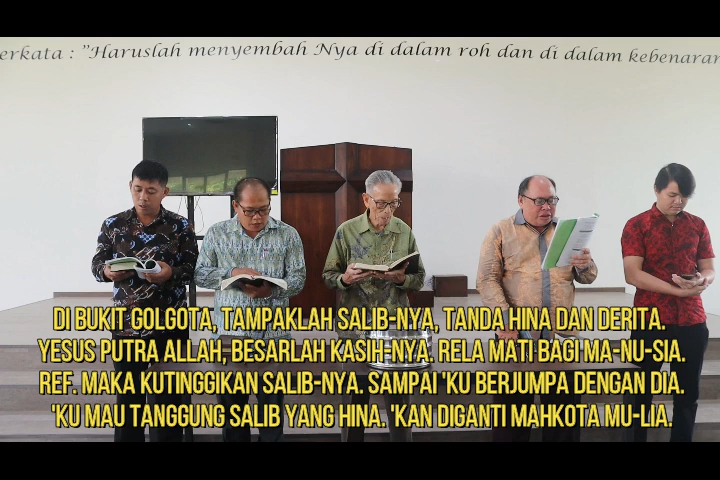 erkata : "Haruslah menyembah Nya di dalam roh dan di dalam kebenaran
DI BUKIT GOLGOTA, TAMPAKLAH SALIB-NYA, TANDA HINA DAN DERITA.
YESUS PUTRA ALLAH, BESARLAH KASIH-NYA. RELA MATI BAGI MA-NU-SIA.
REF. MAKA KUTINGGIKAN SALIB-NYA. SAMPAI 'KU BERJUMPA DENGAN DIA.
'KU MAU TANGGUNG SALIB YANG HINA. 'KAN DIGANTI MAHKOTA MU-LIA.